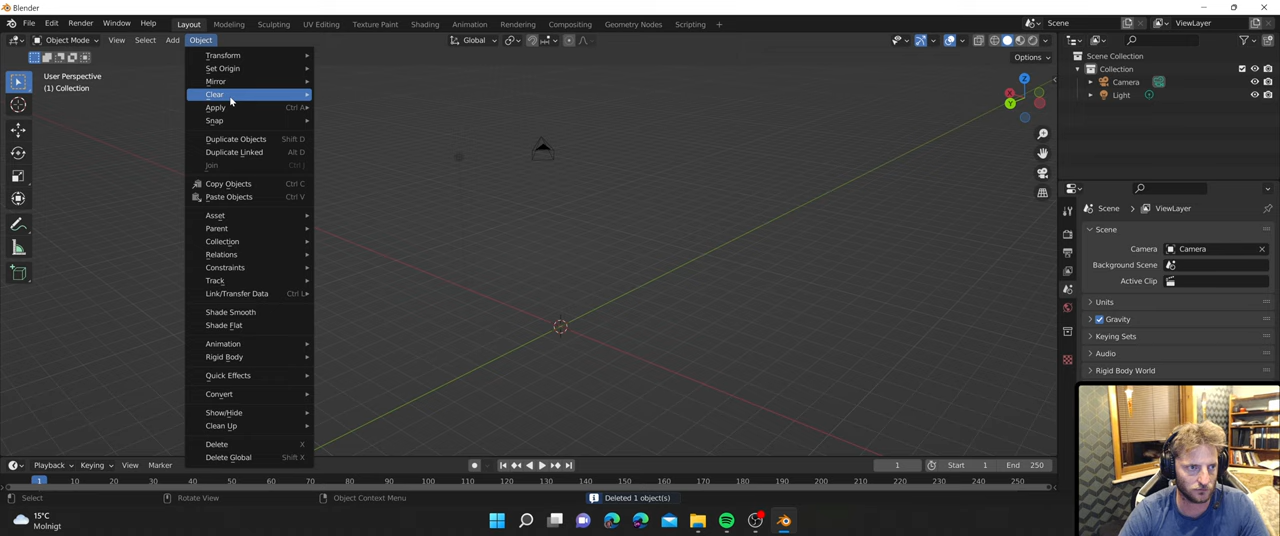 Blender
File Edit Render Window Help Layout Modeling Sculpting UV Editing Texture Paint Shading Animation Rendering Compositing Geometry Nodes Scripting + Scene ViewLayer
Object Mode View Select Add Object Global
Options
User Perspective
(1) Collection
Transform
Set Origin
Mirror
Clear
Apply Ctrl A
Snap
Duplicate Objects Shift D
Duplicate Linked Alt D
Join Ctrl J
Copy Objects Ctrl C
Paste Objects Ctrl V
Asset
Parent
Collection
Relations
Constraints
Track
Link/Transfer Data Ctrl L
Shade Smooth
Shade Flat
Animation
Rigid Body
Quick Effects
Convert
Show/Hide
Clean Up
Delete X
Delete Global Shift X
X
Y
Z
Scene Collection
Collection
Camera
Light
Scene ViewLayer
Scene
Camera Camera
Background Scene
Active Clip
Units
Gravity
Keying Sets
Audio
Rigid Body World
Playback Keying View Marker 1 Start 1 End 250
1 10 20 30 40 50 60 70 80 90 100 110 120 130 140 150 160 170 180 190 200 210 220 230 240 250
Select Rotate View Object Context Menu Deleted 1 object(s)
15°C
Molnigt